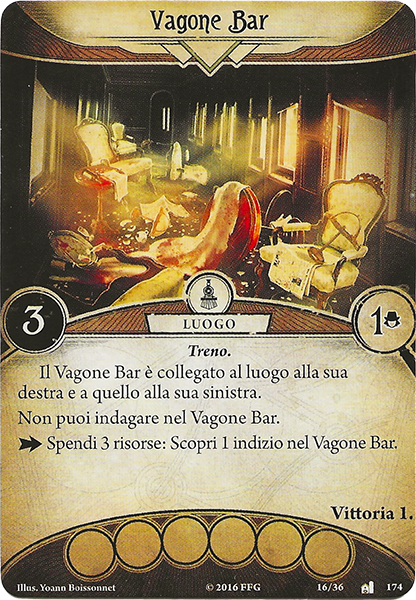 Vagone Bar
3
LUOGO
1
Treno.
Il Vagone Bar è collegato al luogo alla sua
destra e a quello alla sua sinistra.
Non puoi indagare nel Vagone Bar.
Spendi 3 risorse: Scopri 1 indizio nel Vagone Bar.
Vittoria 1.
Illus. Yoann Boissonnet
© 2016 FFG
16/36
174